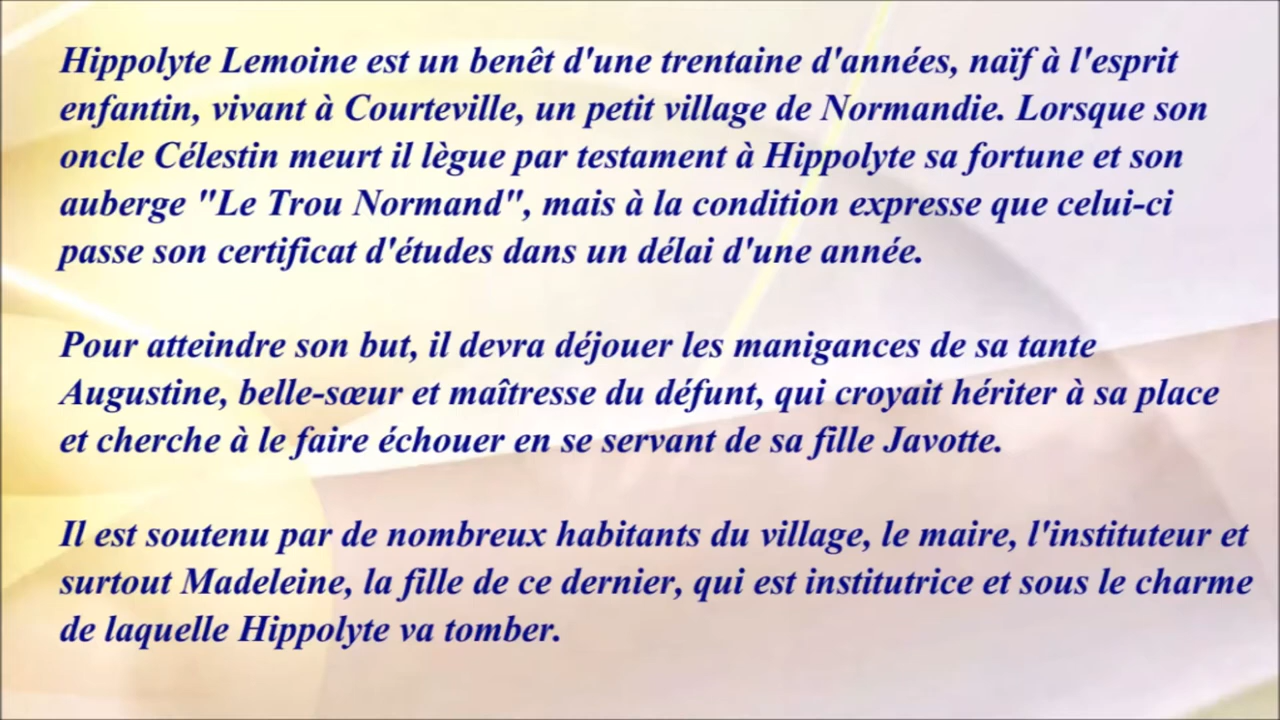 Hippolyte Lemoine est un benêt d'une trentaine d'années, naïf à l'esprit
enfantin, vivant à Courteville, un petit village de Normandie. Lorsque son
oncle Célestin meurt il lègue par testament à Hippolyte sa fortune et son
auberge "Le Trou Normand", mais à la condition expresse que celui-ci
passe son certificat d'études dans un délai d'une année.
Pour atteindre son but, il devra déjouer les manigances de sa tante
Augustine, belle-sœur et maîtresse du défunt, qui croyait hériter à sa place
et cherche à le faire échouer en se servant de sa fille Javotte.
Il est soutenu par de nombreux habitants du village, le maire, l'instituteur et
surtout Madeleine, la fille de ce dernier, qui est institutrice et sous le charme
de laquelle Hippolyte va tomber.